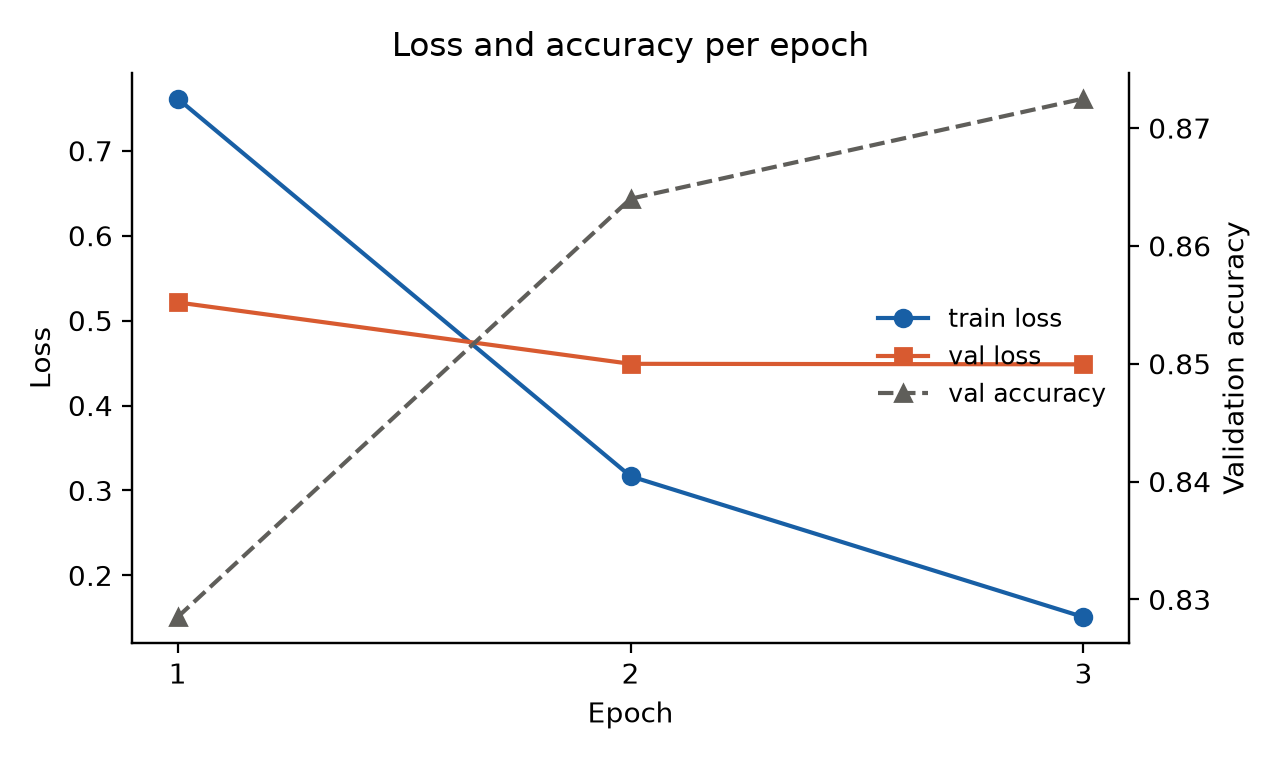 Loss and accuracy per epoch
0.7
0.6
0.5
0.4
0.3
0.2
Loss
0.87
0.86
0.85
0.84
0.83
Validation accuracy
train loss
val loss
val accuracy
1 2 3
Epoch